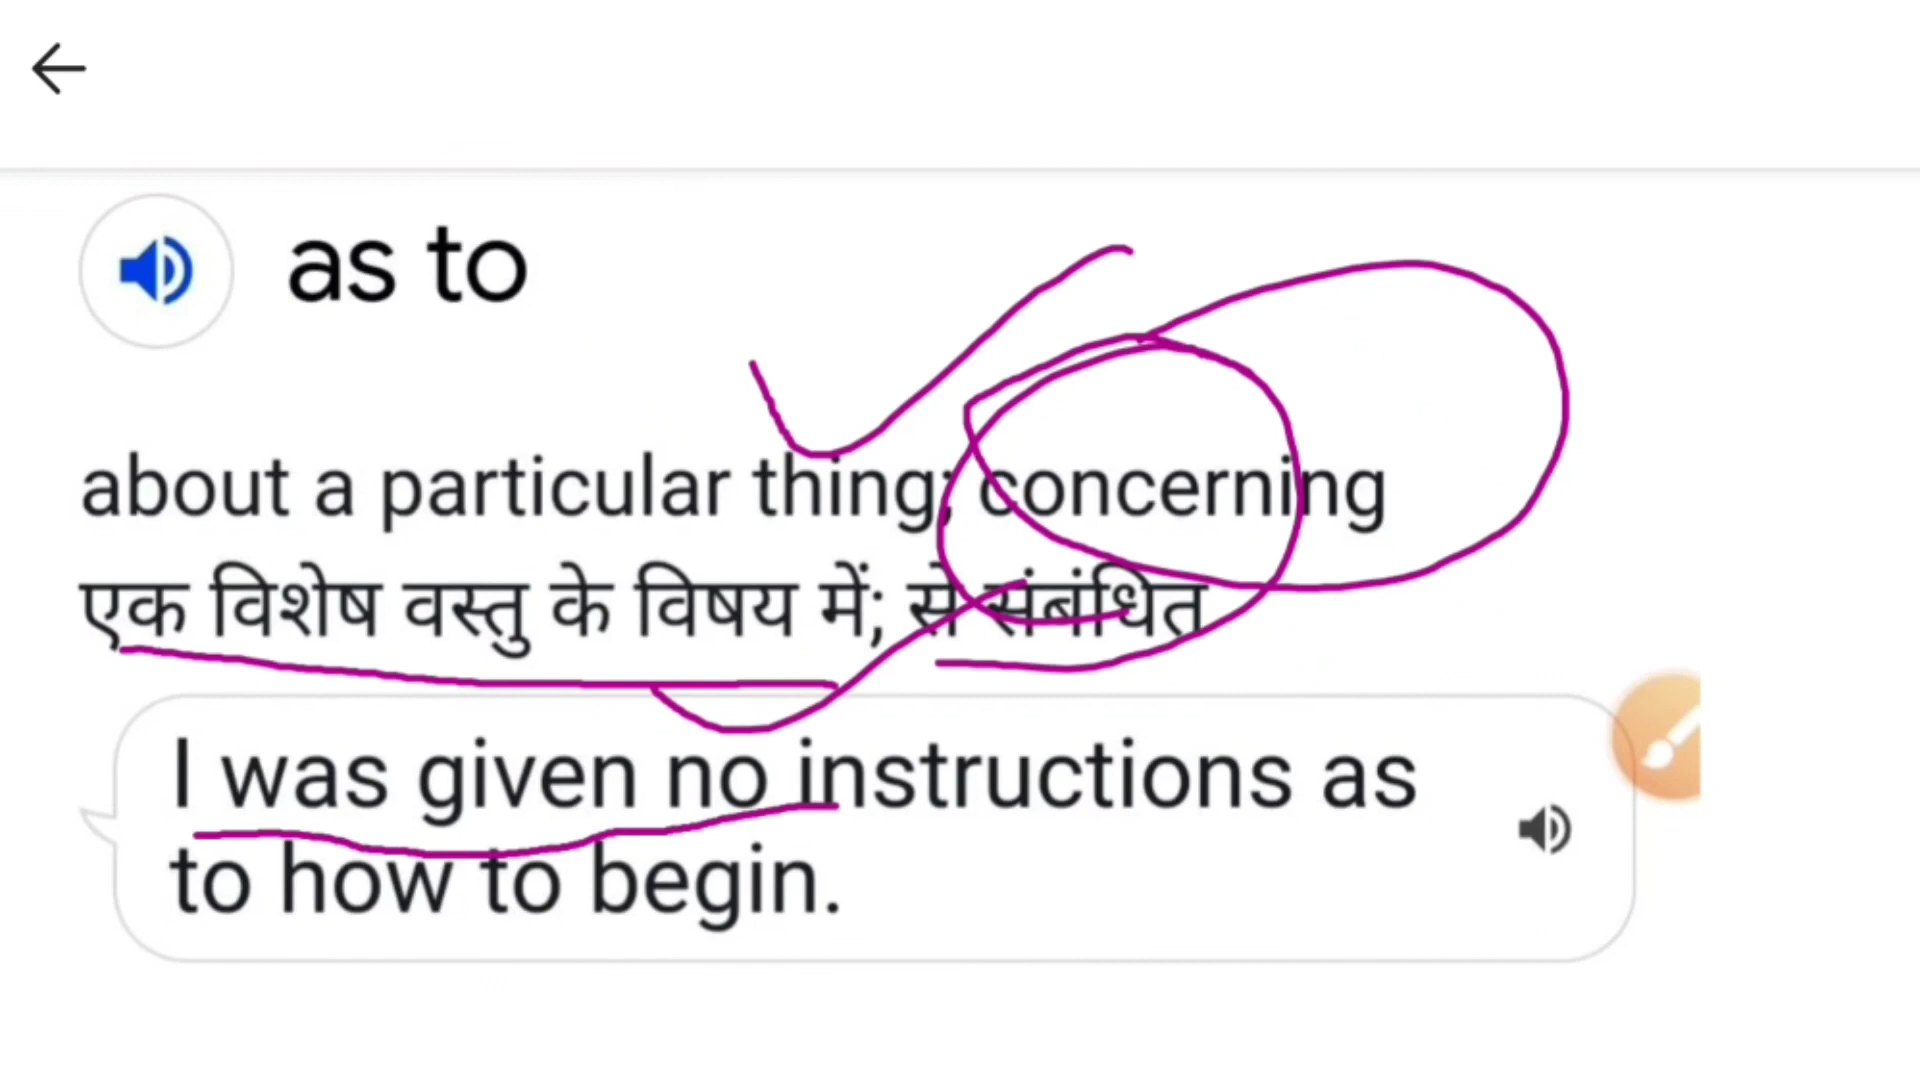 as to
about a particular thing; concerning
एक विशेष वस्तु के विषय में; से संबंधित
I was given no instructions as
to how to begin.